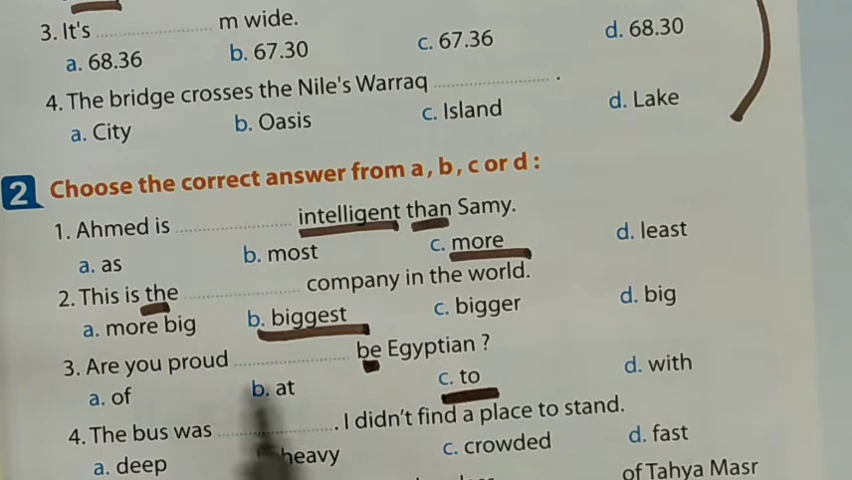 3. It's .................... m wide.
a. 68.36 b. 67.30 c. 67.36 d. 68.30
4. The bridge crosses the Nile's Warraq .................... .
a. City b. Oasis c. Island d. Lake
2 Choose the correct answer from a, b, c or d :
1. Ahmed is .................... intelligent than Samy.
a. as b. most c. more d. least
2. This is the .................... company in the world.
a. more big b. biggest c. bigger d. big
3. Are you proud .................... be Egyptian ?
a. of b. at c. to d. with
4. The bus was .................... . I didn't find a place to stand.
a. deep heavy c. crowded d. fast
of Tahya Masr